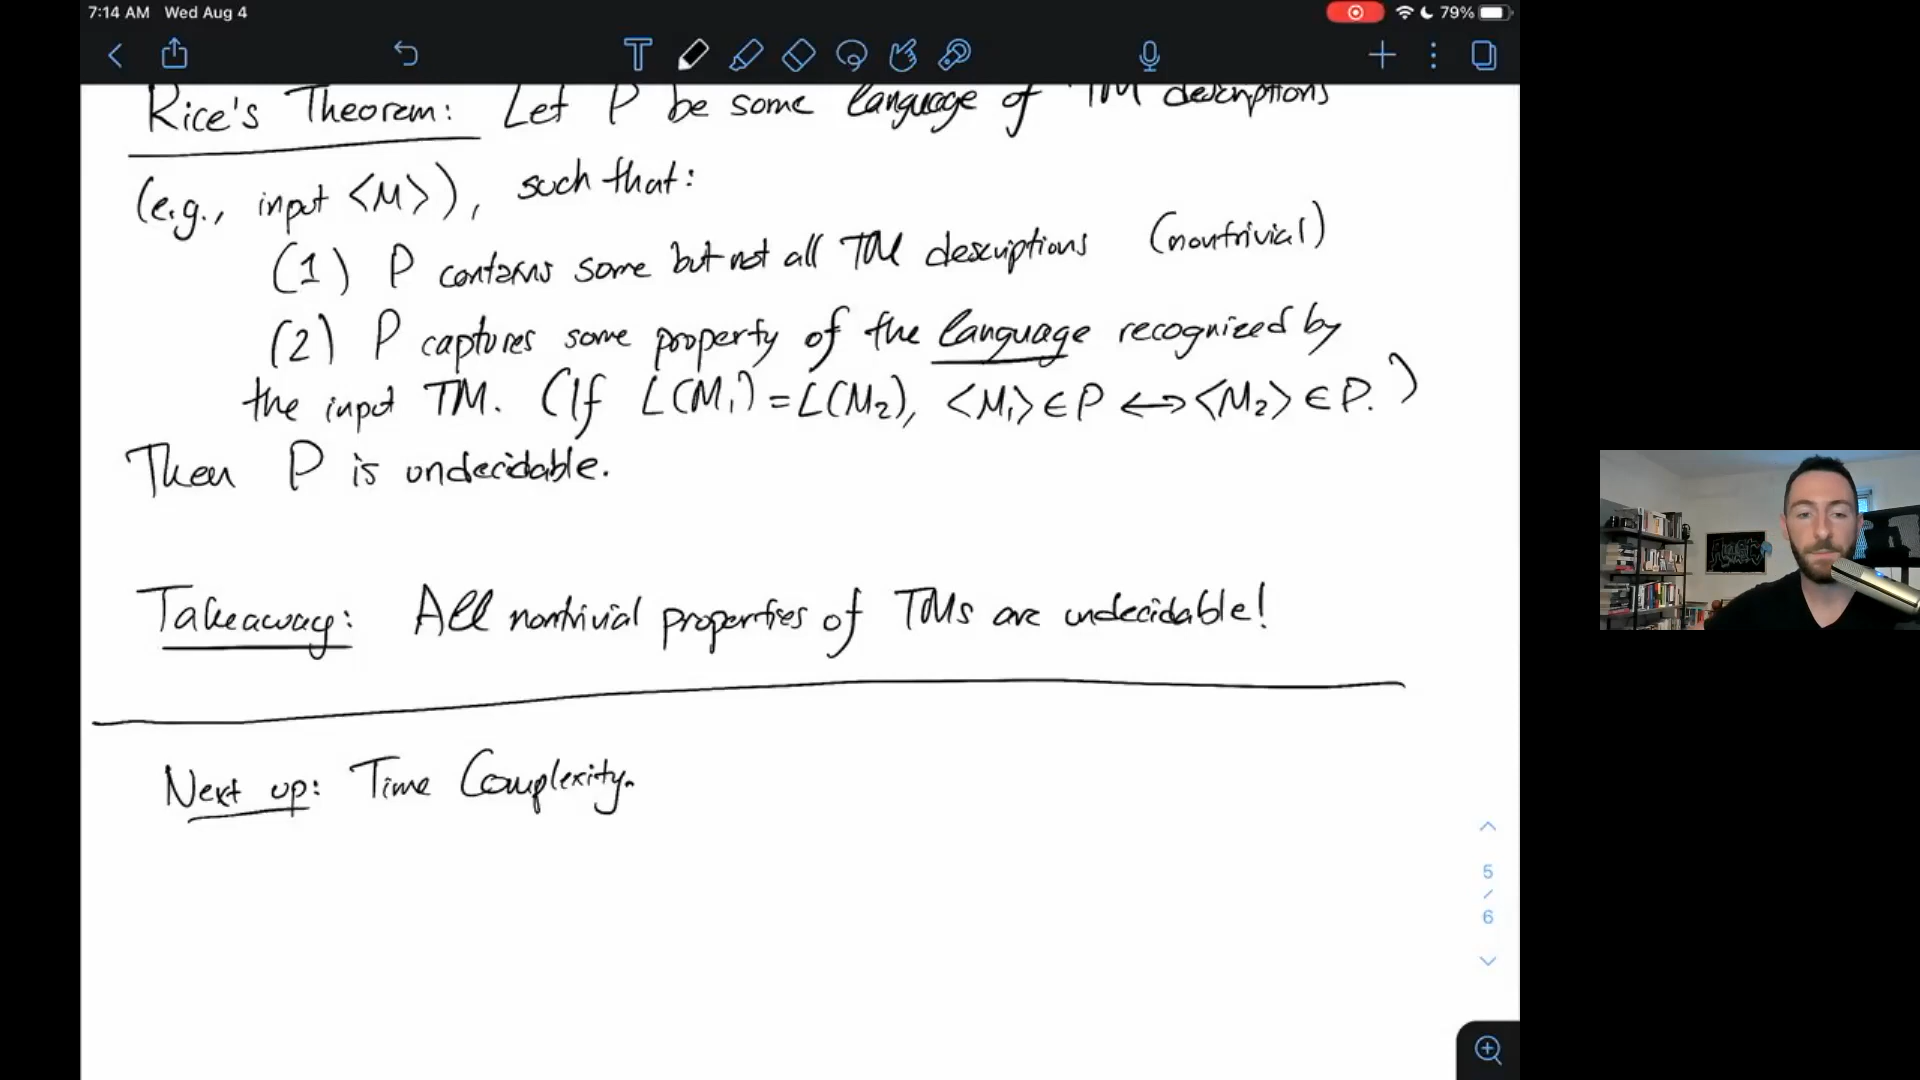 7:14 AM Wed Aug 4
79%
Rice's Theorem: Let P be some language of TM descriptions
(e.g., input <M>), such that:
(1) P contains some but not all TM descriptions (nontrivial)
(2) P captures some property of the language recognized by
the input TM. (If L(M₁) = L(M₂), <M₁> ∈ P ↔ <M₂> ∈ P.)
Then P is undecidable.
Takeaway: All nontrivial properties of TMs are undecidable!
Next up: Time Complexity.
5
/
6